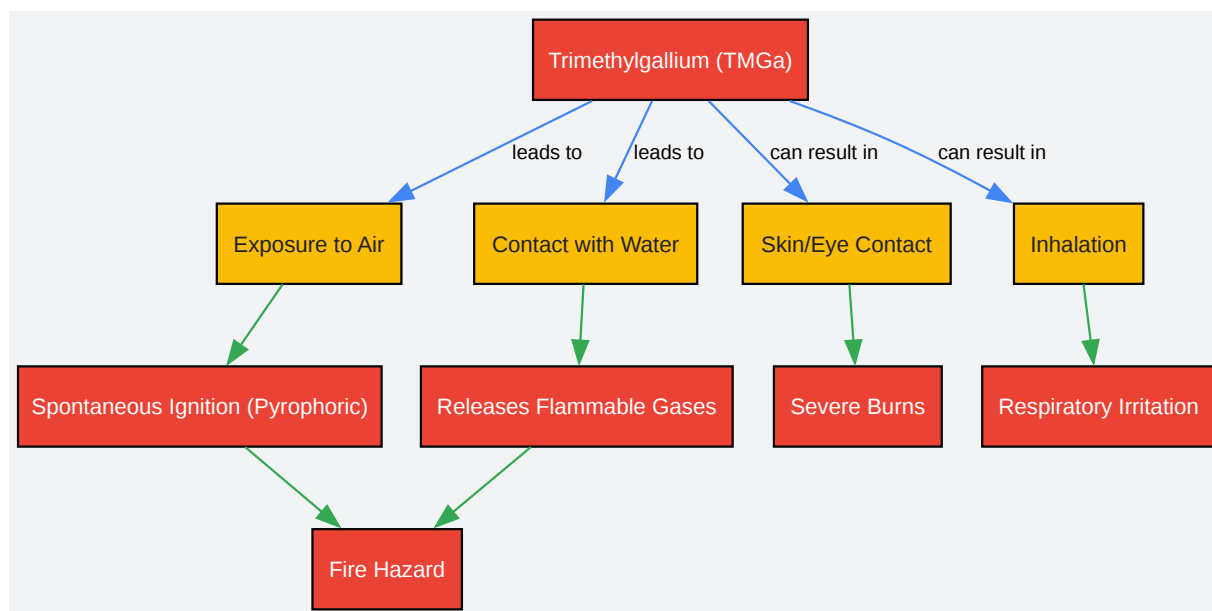 Trimethylgallium (TMGa)
leads to
leads to
can result in
can result in
Exposure to Air
Contact with Water
Skin/Eye Contact
Inhalation
Spontaneous Ignition (Pyrophoric)
Releases Flammable Gases
Severe Burns
Respiratory Irritation
Fire Hazard